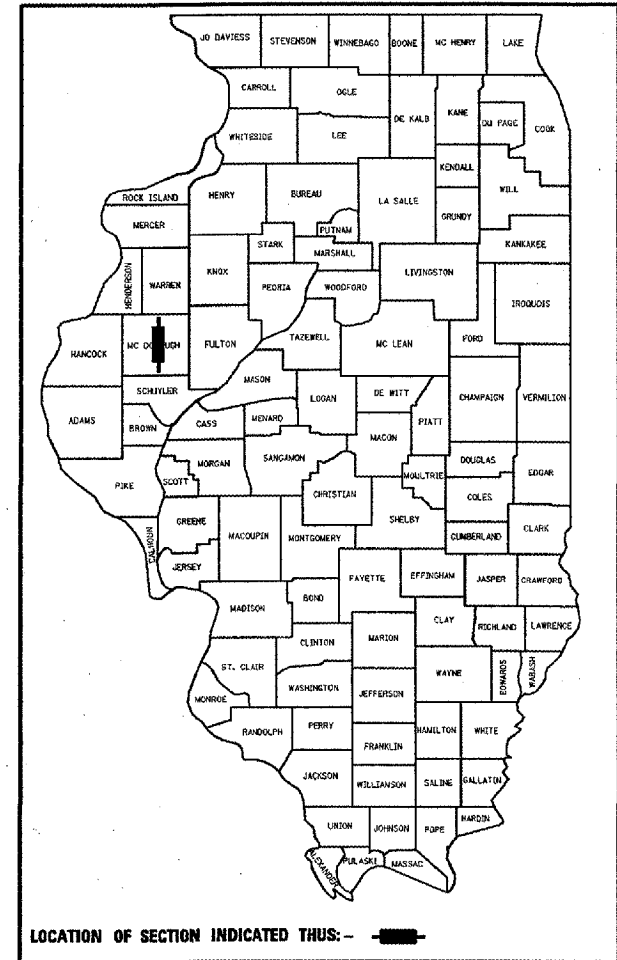 JO DAVIESS STEVENSON WINNEBAGO BOONE MC HENRY LAKE
CARROLL OGLE DE KALB KANE DU PAGE COOK
WHITESIDE LEE
KENDALL WILL
ROCK ISLAND HENRY BUREAU LA SALLE GRUNDY
MERCER PUTNAM KANKAKEE
STARK MARSHALL
HENDERSON WARREN KNOX PEORIA WOODFORD LIVINGSTON IROQUOIS
HANCOCK FULTON TAZEWELL MC LEAN FORD
SCHUYLER MASON LOGAN DE WITT CHAMPAIGN VERMILION
ADAMS BROWN CASS MENARD MACON PIATT
PIKE SCOTT MORGAN SANGAMON MOULTRIE DOUGLAS EDGAR
CHRISTIAN COLES
CALHOUN GREENE MACOUPIN MONTGOMERY SHELBY CUMBERLAND CLARK
JERSEY FAYETTE EFFINGHAM JASPER CRAWFORD
MADISON BOND
CLINTON MARION CLAY RICHLAND LAWRENCE
ST. CLAIR WAYNE EDWARDS WABASH
MONROE WASHINGTON JEFFERSON
RANDOLPH PERRY HAMILTON WHITE
FRANKLIN
JACKSON WILLIAMSON SALINE GALLATIN
UNION JOHNSON POPE HARDIN
ALEXANDER PULASKI MASSAC
LOCATION OF SECTION INDICATED THUS:-